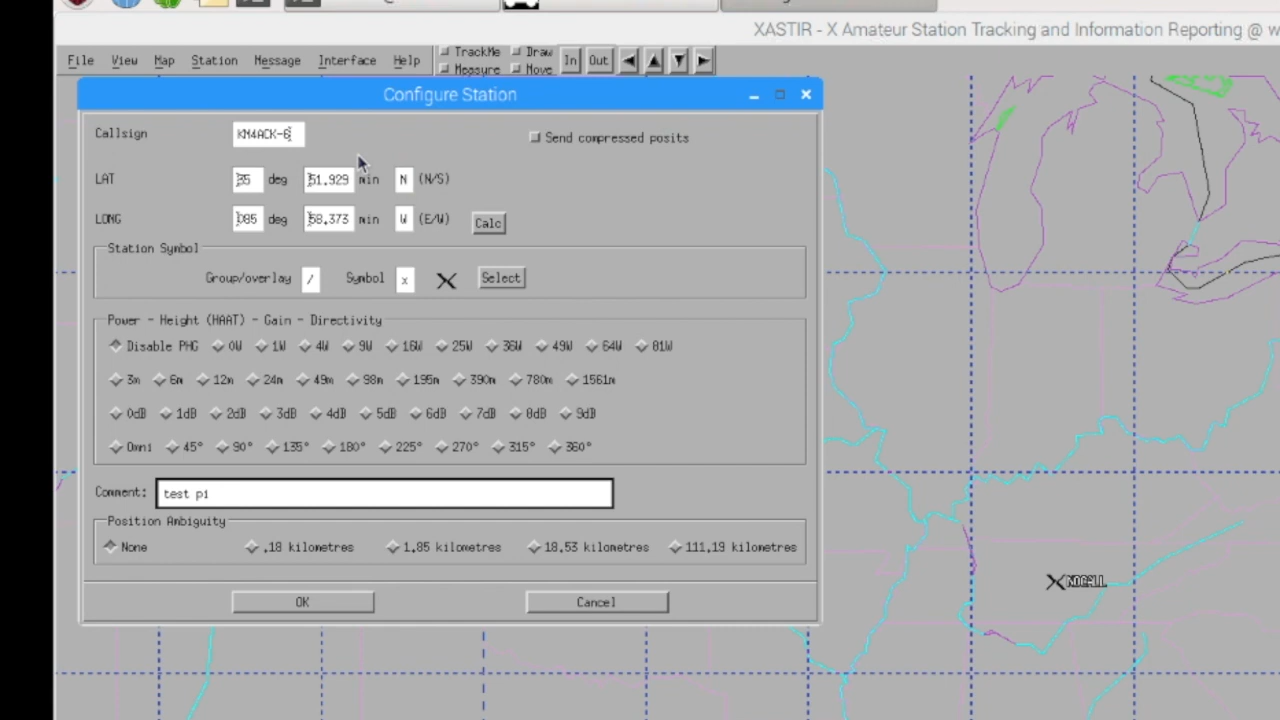 XASTIR - X Amateur Station Tracking and Information Reporting @ w
File View Map Station Message Interface Help
TrackMe Draw
Measure Move
In Out
Configure Station
Callsign KM4ACK-6 Send compressed posits
LAT 35 deg 51.929 min N (N/S)
LONG 085 deg 58.373 min W (E/W) Calc
Station Symbol
Group/overlay / Symbol x Select
Power - Height (HAAT) - Gain - Directivity
Disable PHG 0W 1W 4W 9W 16W 25W 36W 49W 64W 81W
3m 6m 12m 24m 49m 98m 195m 390m 780m 1561m
0dB 1dB 2dB 3dB 4dB 5dB 6dB 7dB 8dB 9dB
Omni 45° 90° 135° 180° 225° 270° 315° 360°
Comment: test pi
Position Ambiguity
None .18 kilometres 1.85 kilometres 18.53 kilometres 111.19 kilometres
NOCALL
OK Cancel